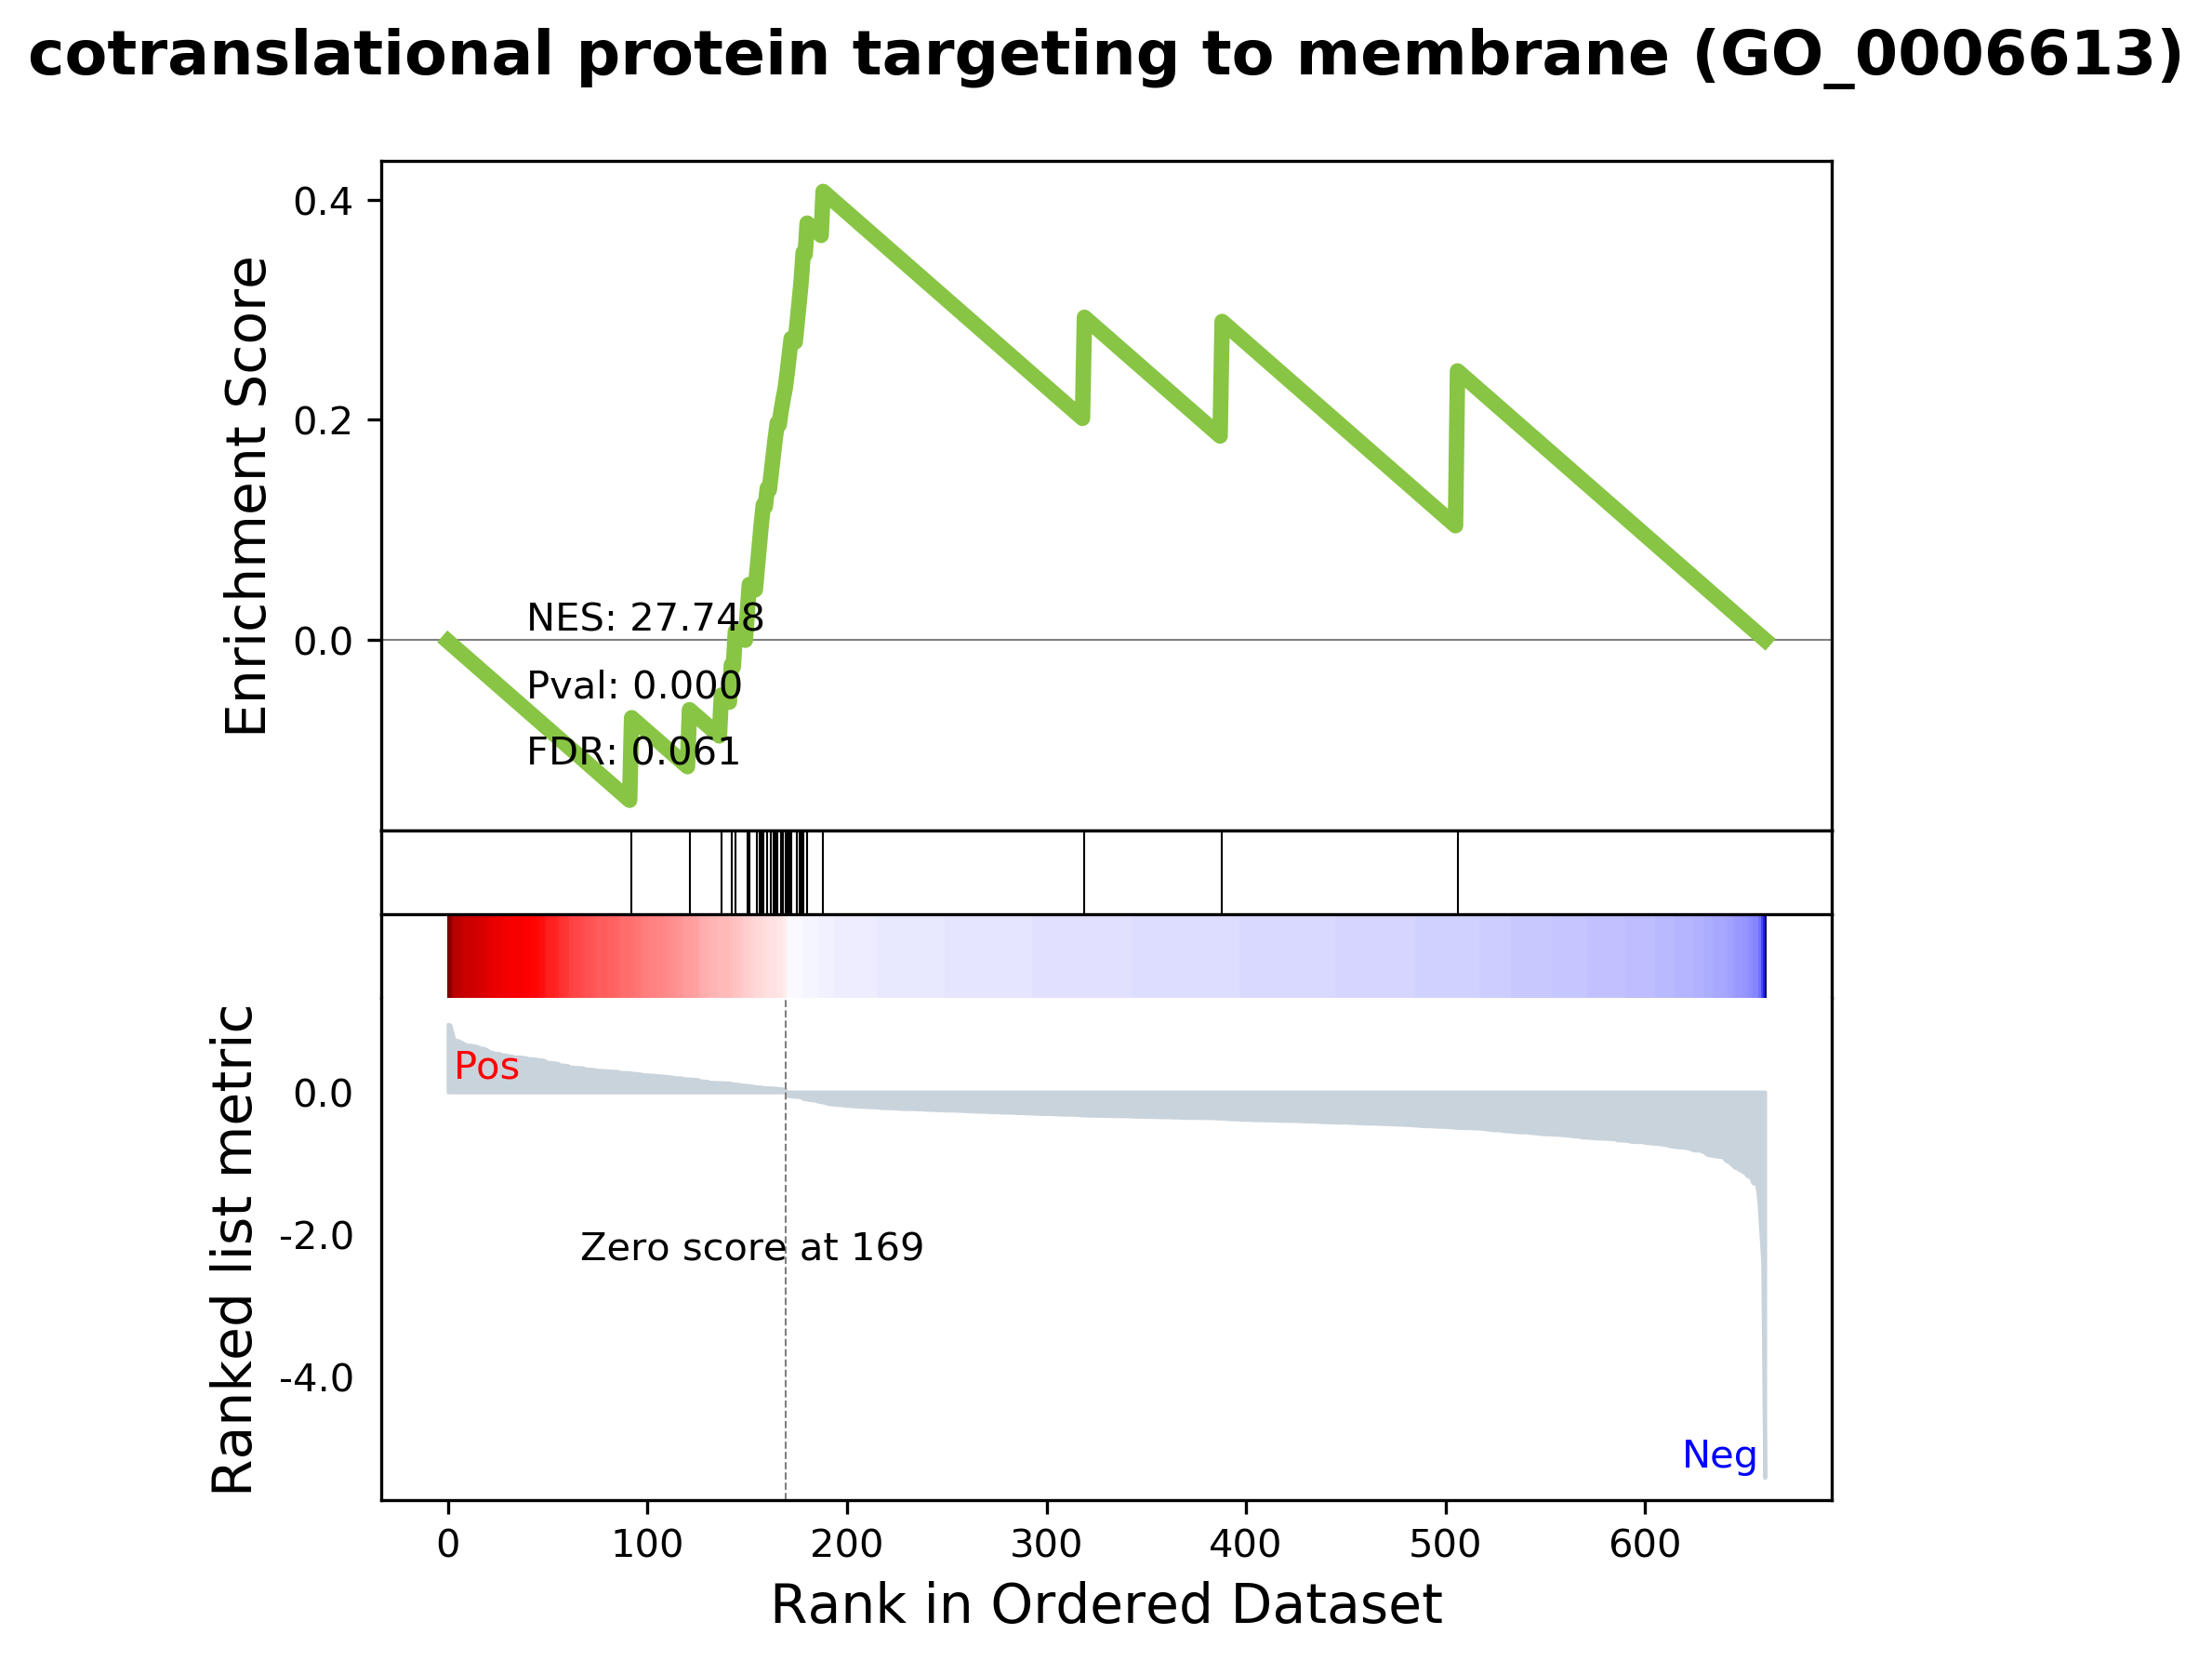 cotranslational protein targeting to membrane (GO_0006613)
Enrichment Score
0.4
0.2
0.0
NES: 27.748
Pval: 0.000
FDR: 0.061
Ranked list metric
0.0
-2.0
-4.0
Pos
Zero score at 169
Neg
0 100 200 300 400 500 600
Rank in Ordered Dataset